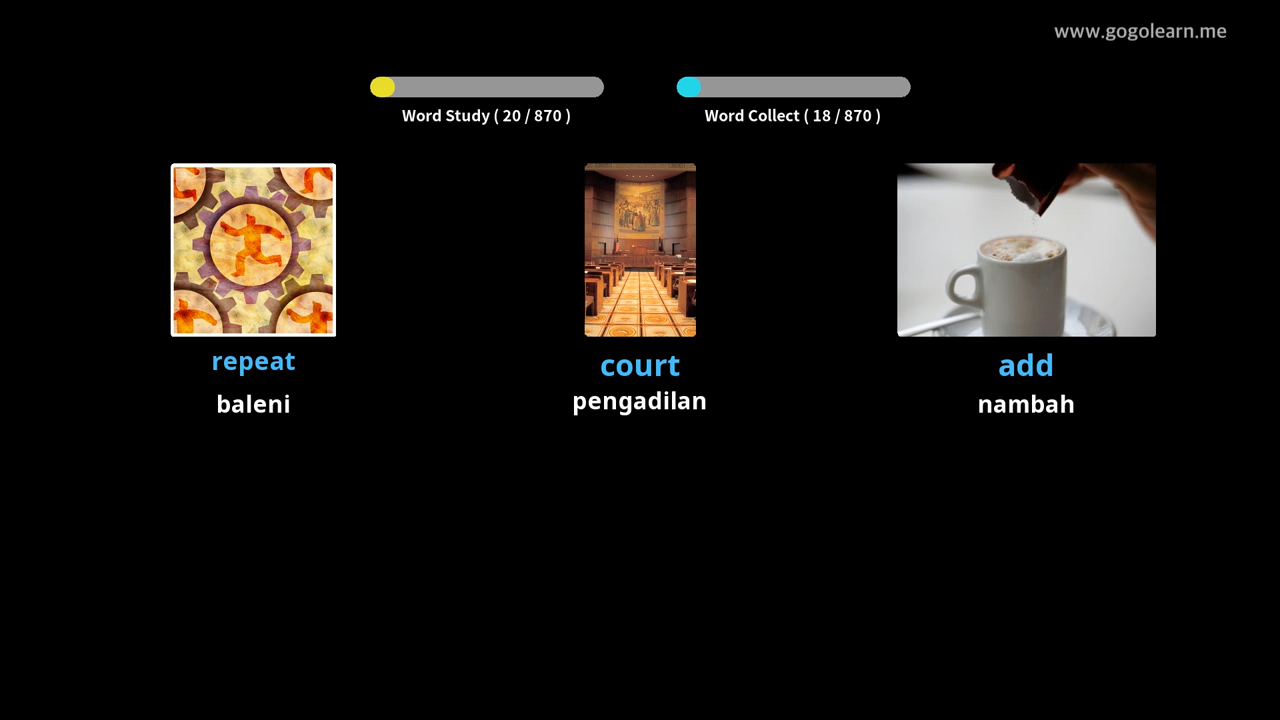 www.gogolearn.me
Word Study ( 20 / 870 )
Word Collect ( 18 / 870 )
repeat
baleni
court
pengadilan
add
nambah